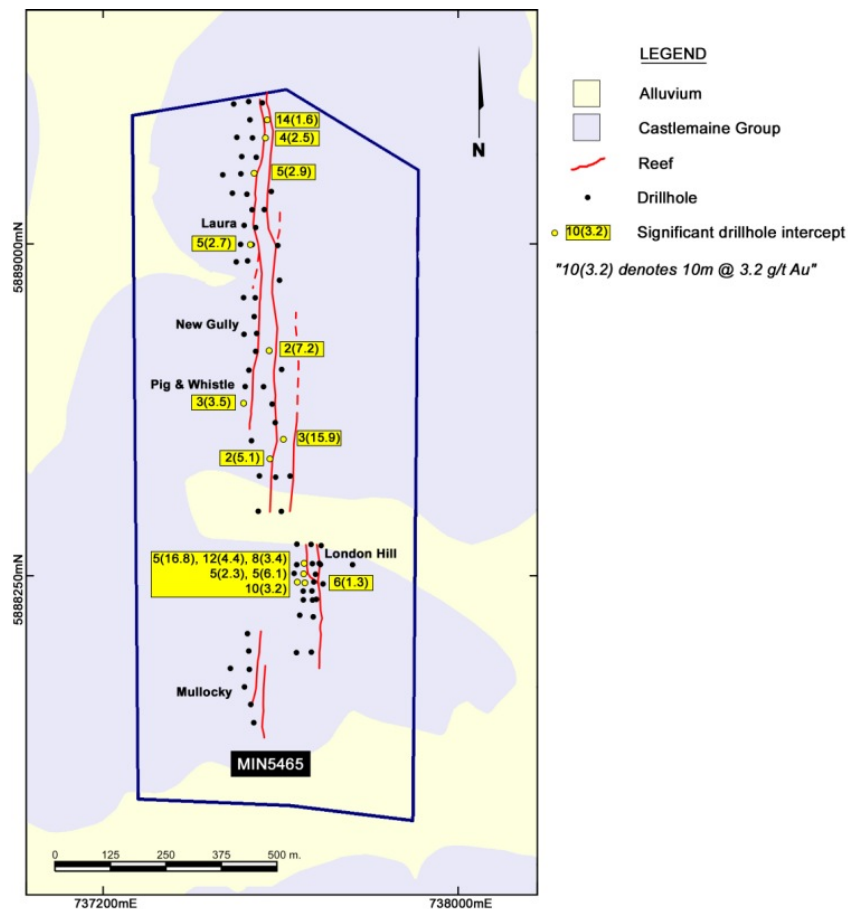 LEGEND
Alluvium
Castlemaine Group
Reef
Drillhole
10(3.2) Significant drillhole intercept
"10(3.2) denotes 10m @ 3.2 g/t Au"
N
14(1.6)
4(2.5)
5(2.9)
Laura
5(2.7)
5889000mN
New Gully
2(7.2)
Pig & Whistle
3(3.5)
3(15.9)
2(5.1)
London Hill
5(16.8), 12(4.4), 8(3.4)
5(2.3), 5(6.1)
10(3.2)
6(1.3)
5888250mN
Mullocky
MIN5465
0 125 250 375 500 m.
737200mE 738000mE